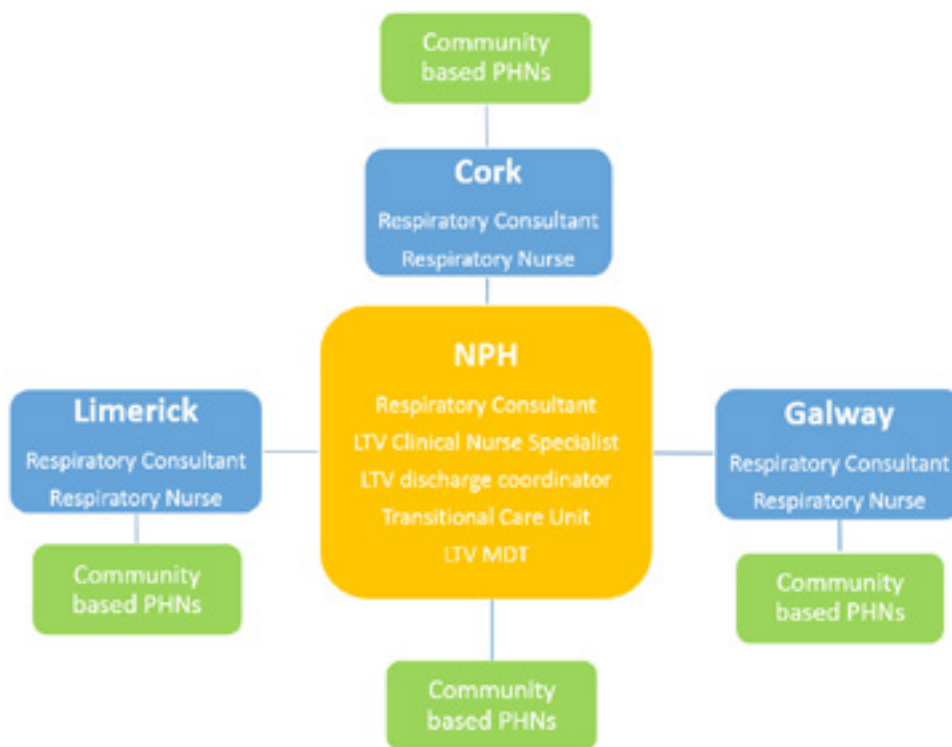 Community
based PHNs
Cork
Respiratory Consultant
Respiratory Nurse
NPH
Respiratory Consultant
LTV Clinical Nurse Specialist
LTV discharge coordinator
Transitional Care Unit
LTV MDT
Limerick
Respiratory Consultant
Respiratory Nurse
Community
based PHNs
Galway
Respiratory Consultant
Respiratory Nurse
Community
based PHNs
Community
based PHNs